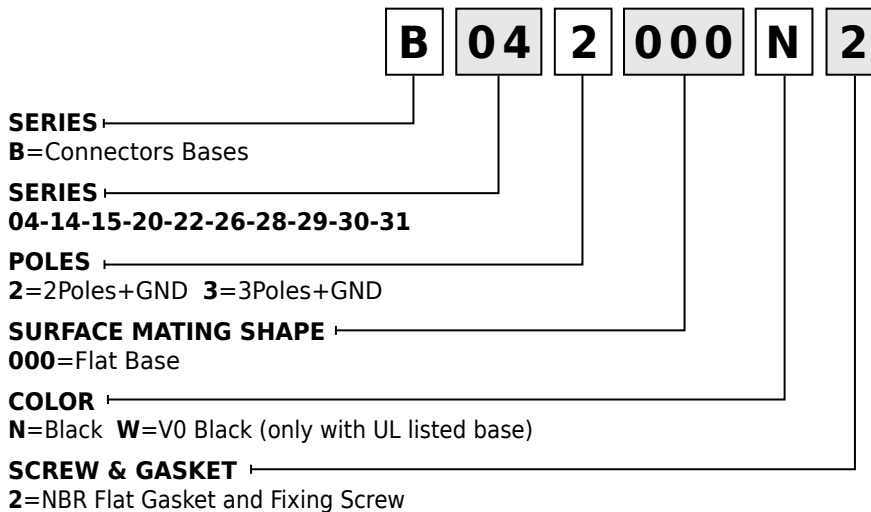 B 04 2 000 N 2
SERIES
B=Connectors Bases
SERIES
04-14-15-20-22-26-28-29-30-31
POLES
2=2Poles+GND 3=3Poles+GND
SURFACE MATING SHAPE
000=Flat Base
COLOR
N=Black W=V0 Black (only with UL listed base)
SCREW & GASKET
2=NBR Flat Gasket and Fixing Screw